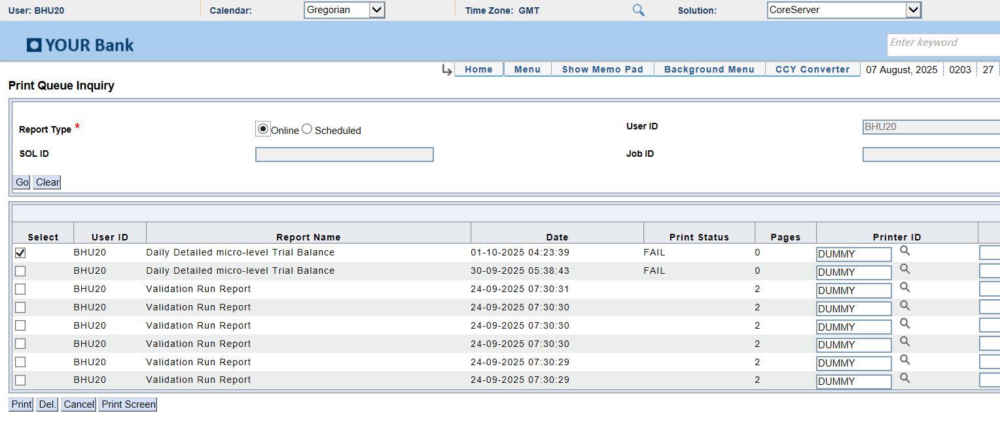 User: BHU20 Calendar: Gregorian Time Zone: GMT Solution: CoreServer
YOUR Bank Enter keyword
Home Menu Show Memo Pad Background Menu CCY Converter 07 August, 2025 0203 27
Print Queue Inquiry
Report Type * Online Scheduled User ID BHU20
SOL ID Job ID
Go Clear
Select User ID Report Name Date Print Status Pages Printer ID
BHU20 Daily Detailed micro-level Trial Balance 01-10-2025 04:23:39 FAIL 0 DUMMY
BHU20 Daily Detailed micro-level Trial Balance 30-09-2025 05:38:43 FAIL 0 DUMMY
BHU20 Validation Run Report 24-09-2025 07:30:31 2 DUMMY
BHU20 Validation Run Report 24-09-2025 07:30:30 2 DUMMY
BHU20 Validation Run Report 24-09-2025 07:30:30 2 DUMMY
BHU20 Validation Run Report 24-09-2025 07:30:30 2 DUMMY
BHU20 Validation Run Report 24-09-2025 07:30:29 2 DUMMY
BHU20 Validation Run Report 24-09-2025 07:30:29 2 DUMMY
Print Del. Cancel Print Screen